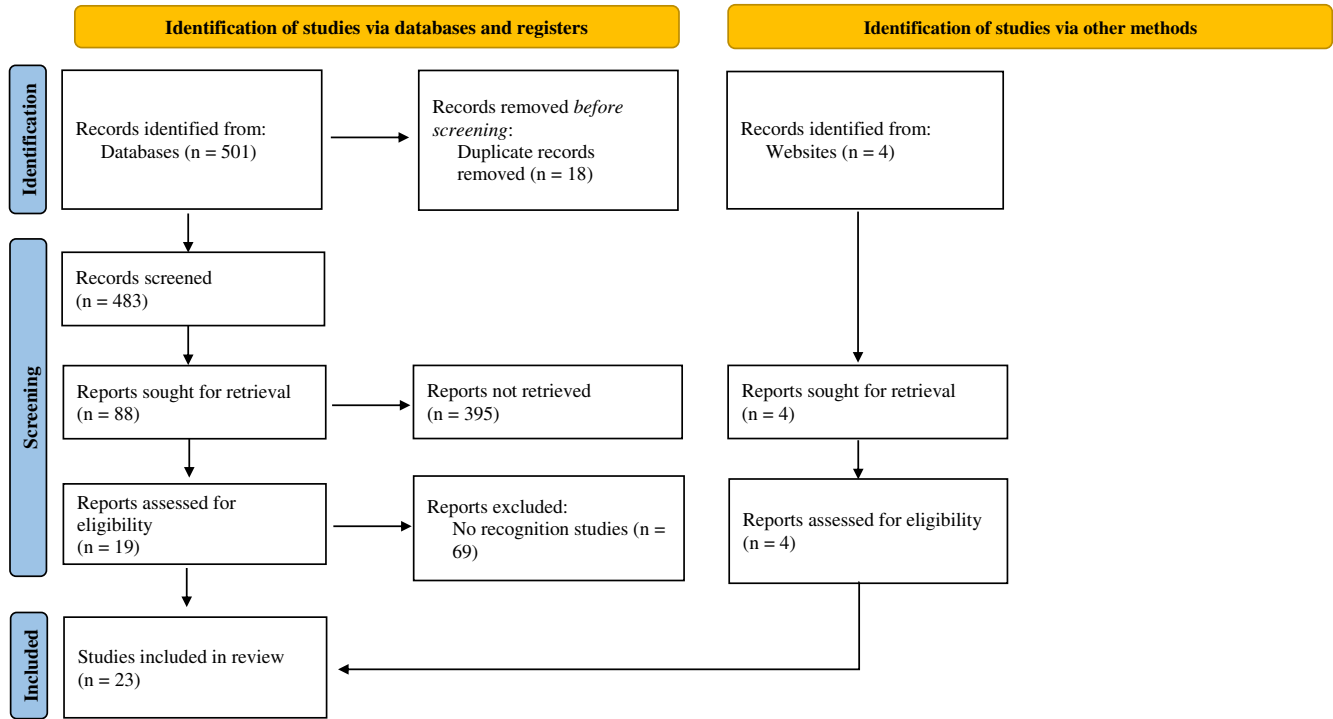 Identification of studies via databases and registers
Identification of studies via other methods
Identification
Records identified from:
Databases (n = 501)
Records removed before
screening:
Duplicate records
removed (n = 18)
Records identified from:
Websites (n = 4)
Screening
Records screened
(n = 483)
Reports sought for retrieval
(n = 88)
Reports not retrieved
(n = 395)
Reports sought for retrieval
(n = 4)
Reports assessed for
eligibility
(n = 19)
Reports excluded:
No recognition studies (n =
69)
Reports assessed for eligibility
(n = 4)
Included
Studies included in review
(n = 23)